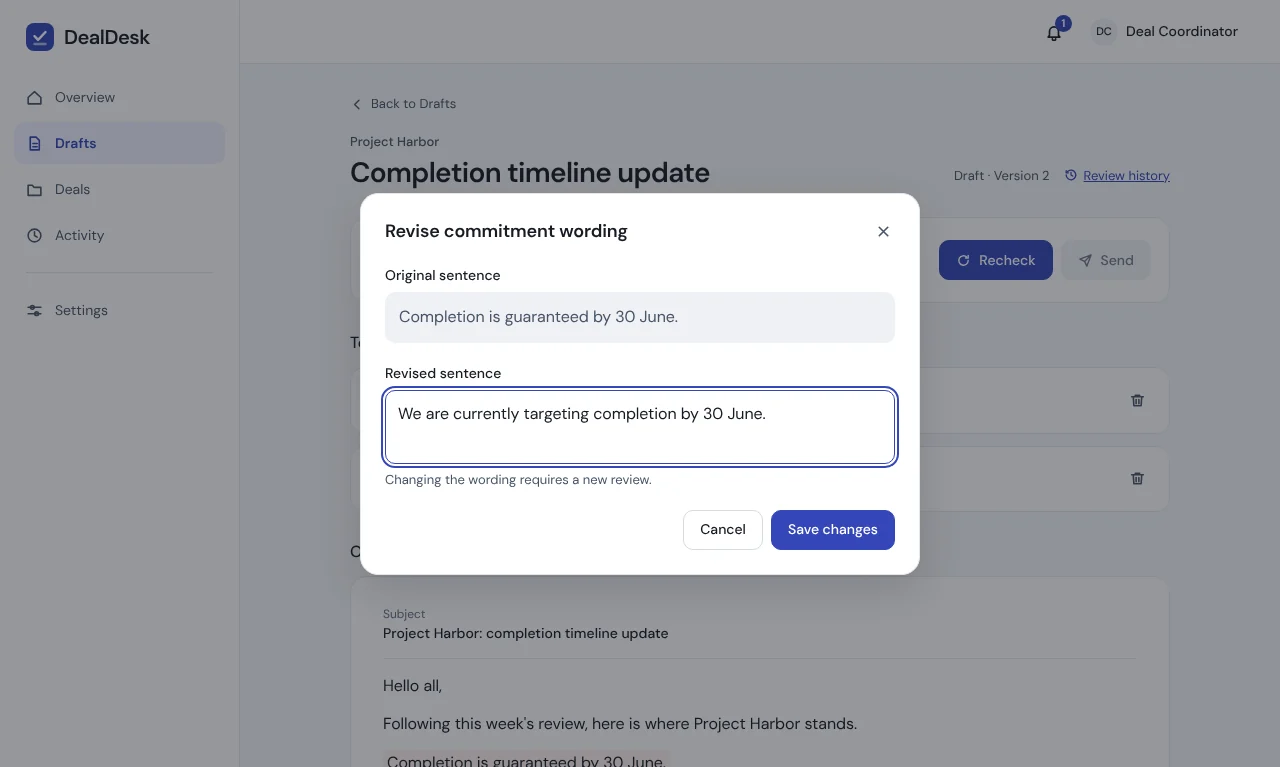 DealDesk
Overview
Drafts
Deals
Activity
Settings
1
DC
Deal Coordinator
Back to Drafts
Project Harbor
Completion timeline update
Draft · Version 2
Review history
Recheck
Send
Revise commitment wording
Original sentence
Completion is guaranteed by 30 June.
Revised sentence
We are currently targeting completion by 30 June.
Changing the wording requires a new review.
Cancel
Save changes
Subject
Project Harbor: completion timeline update
Hello all,
Following this week's review, here is where Project Harbor stands.
Completion is guaranteed by 30 June.